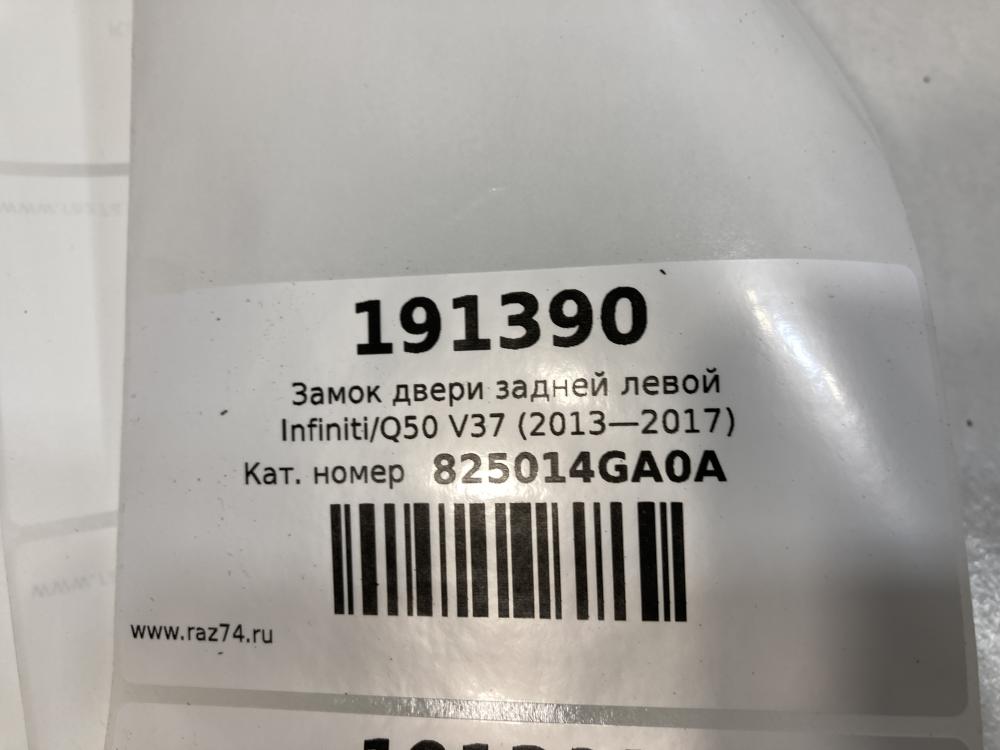 191390
Замок двери задней левой
Infiniti/Q50 V37 (2013—2017)
Кат. номер 825014GA0A
www.raz74.ru